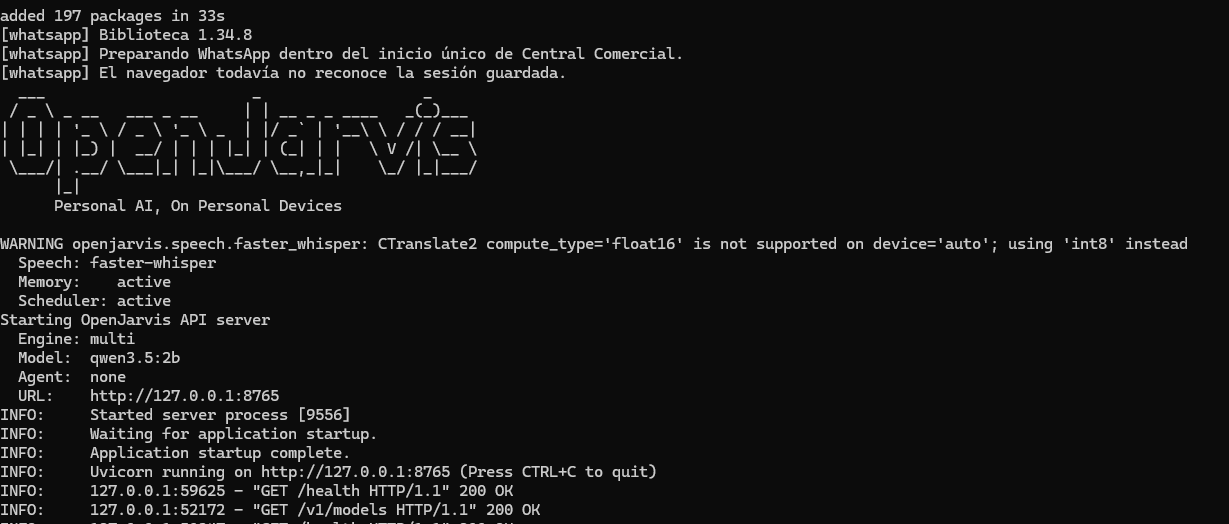 added 197 packages in 33s
[whatsapp] Biblioteca 1.34.8
[whatsapp] Preparando WhatsApp dentro del inicio único de Central Comercial.
[whatsapp] El navegador todavía no reconoce la sesión guardada.
OpenJarvis
Personal AI, On Personal Devices
WARNING openjarvis.speech.faster_whisper: CTranslate2 compute_type='float16' is not supported on device='auto'; using 'int8' instead
Speech: faster-whisper
Memory: active
Scheduler: active
Starting OpenJarvis API server
Engine: multi
Model: qwen3.5:2b
Agent: none
URL: http://127.0.0.1:8765
INFO: Started server process [9556]
INFO: Waiting for application startup.
INFO: Application startup complete.
INFO: Uvicorn running on http://127.0.0.1:8765 (Press CTRL+C to quit)
INFO: 127.0.0.1:59625 - "GET /health HTTP/1.1" 200 OK
INFO: 127.0.0.1:52172 - "GET /v1/models HTTP/1.1" 200 OK